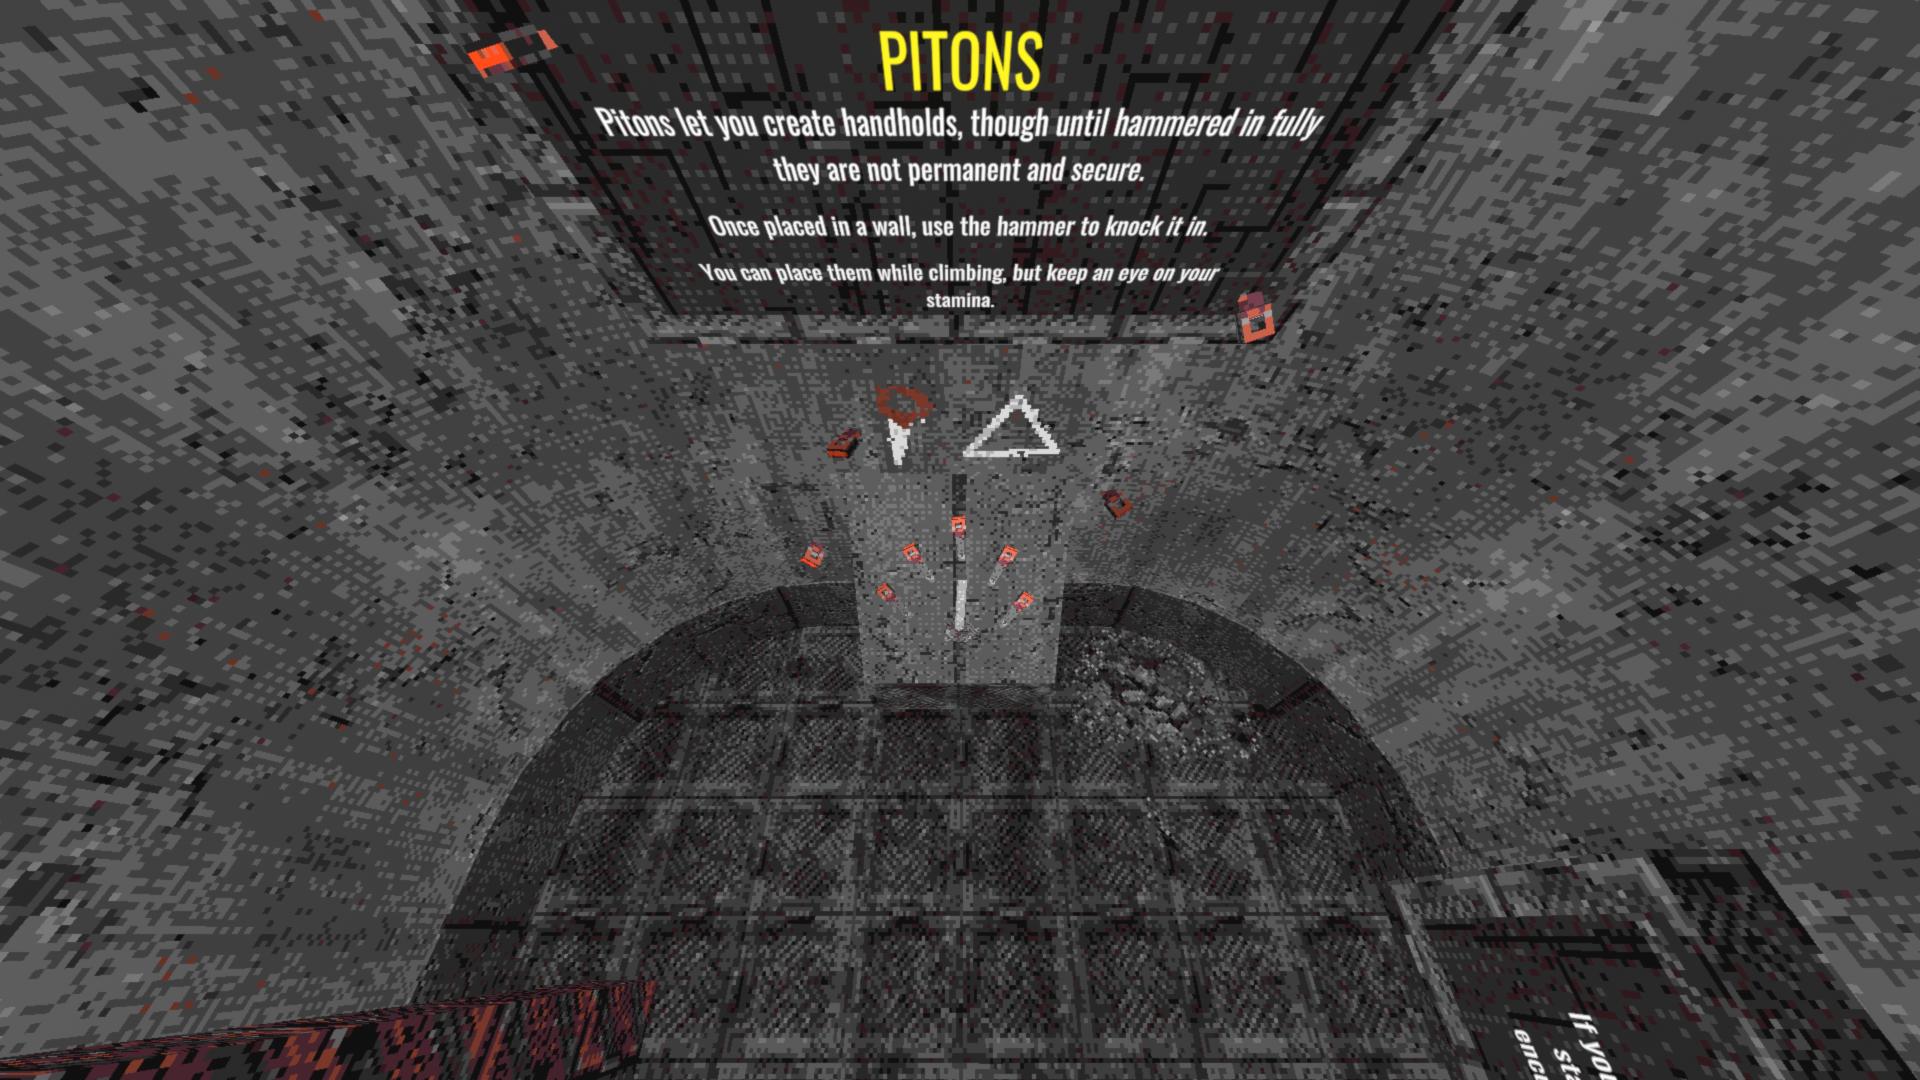 PITONS
Pitons let you create handholds, though until hammered in fully
they are not permanent and secure.
Once placed in a wall, use the hammer to knock it in.
You can place them while climbing, but keep an eye on your
stamina.
If you